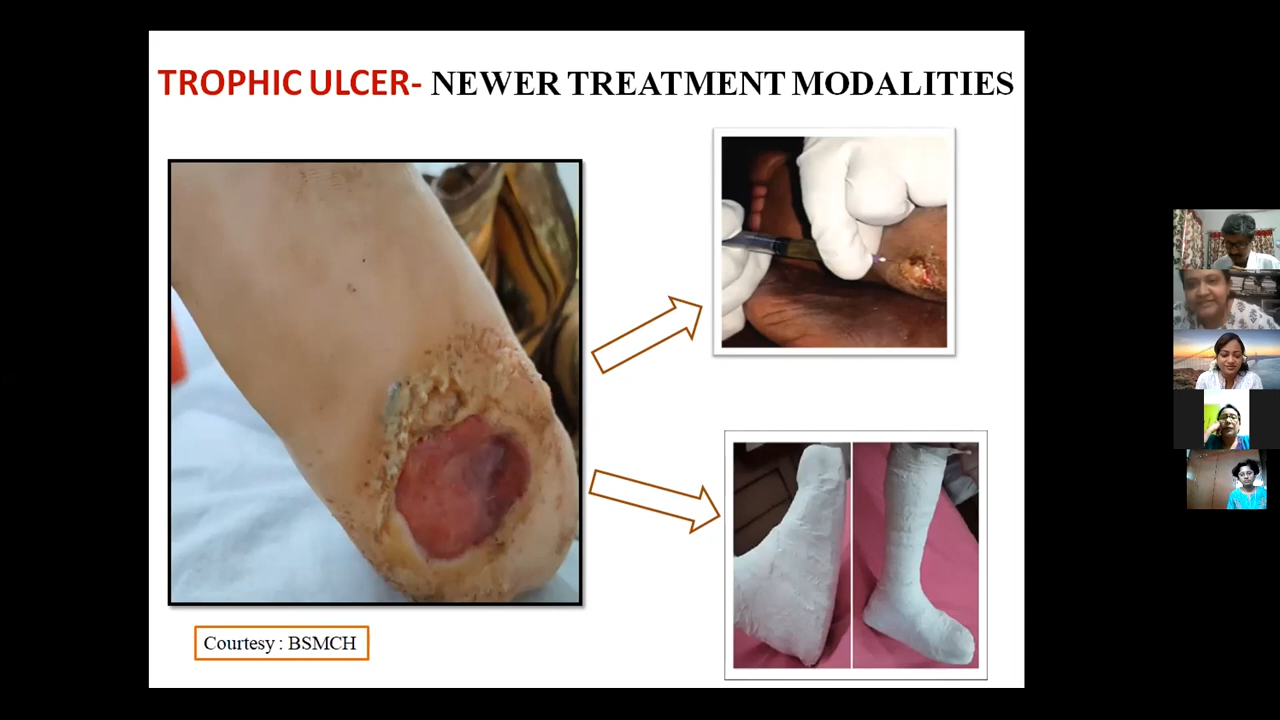 TROPHIC ULCER- NEWER TREATMENT MODALITIES
Courtesy : BSMCH